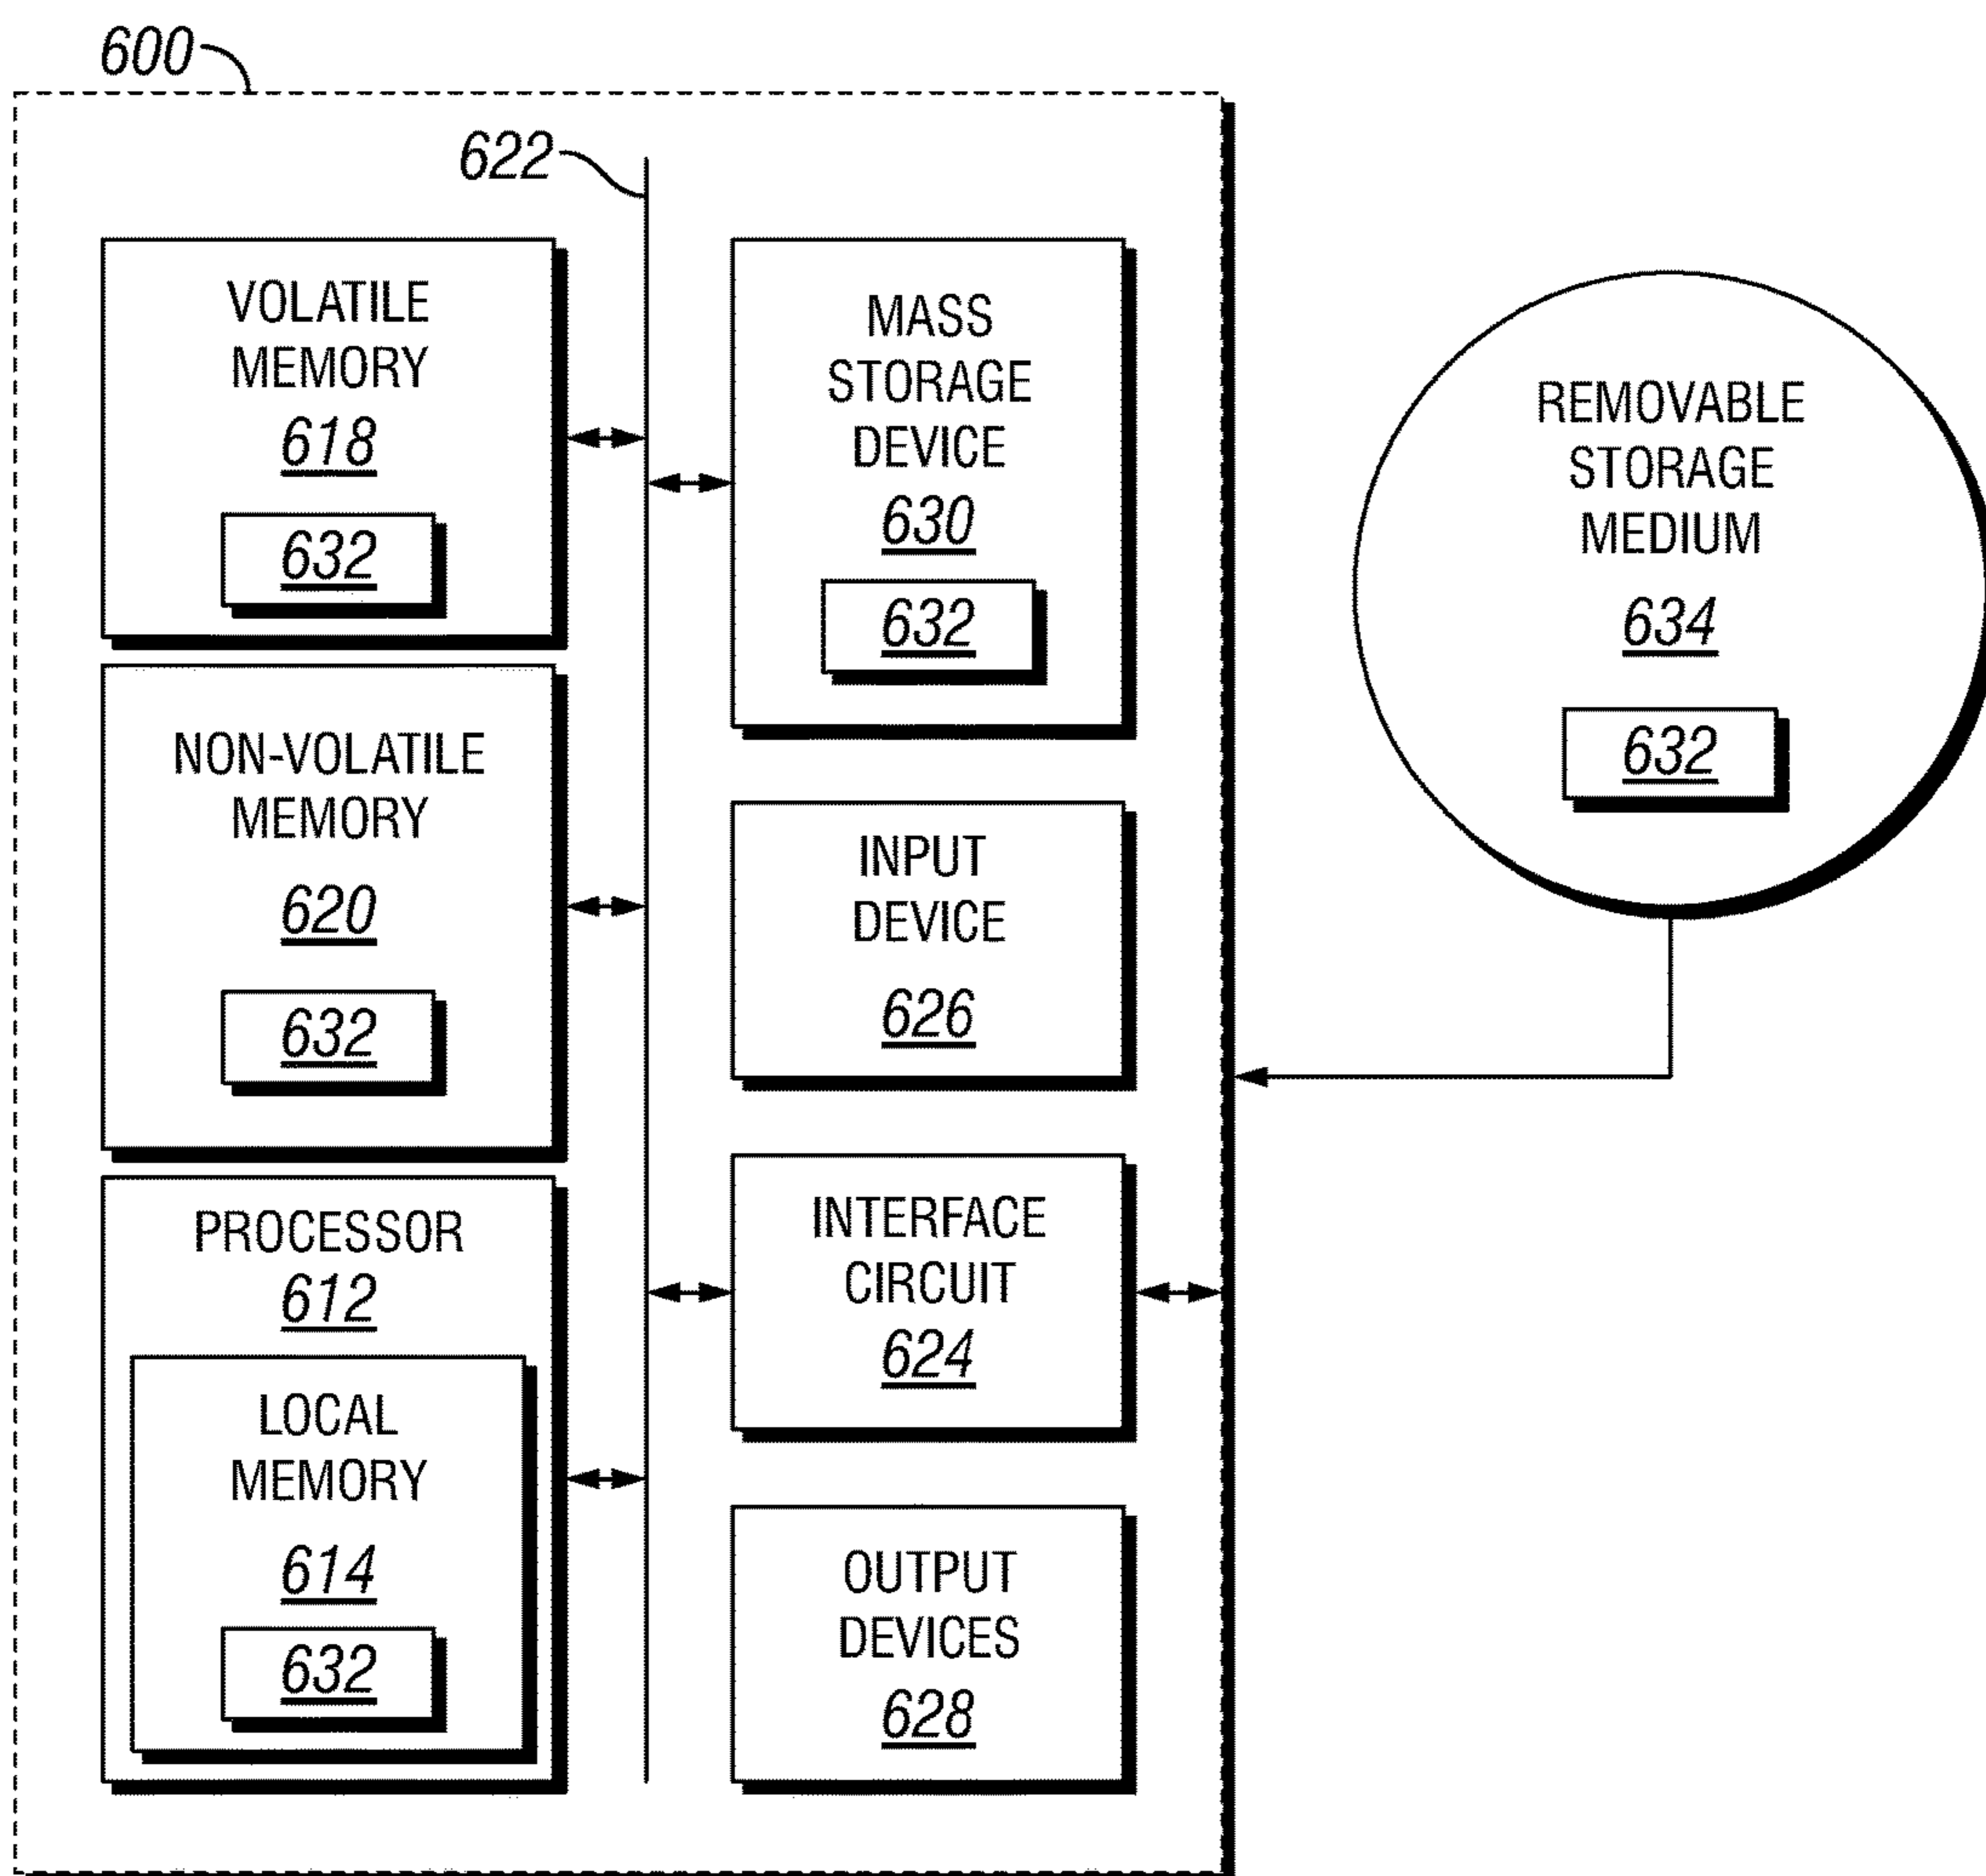 600
622
VOLATILE
MEMORY
618
632
NON-VOLATILE
MEMORY
620
632
PROCESSOR
612
LOCAL
MEMORY
614
632
MASS
STORAGE
DEVICE
630
632
INPUT
DEVICE
626
INTERFACE
CIRCUIT
624
OUTPUT
DEVICES
628
REMOVABLE
STORAGE
MEDIUM
634
632